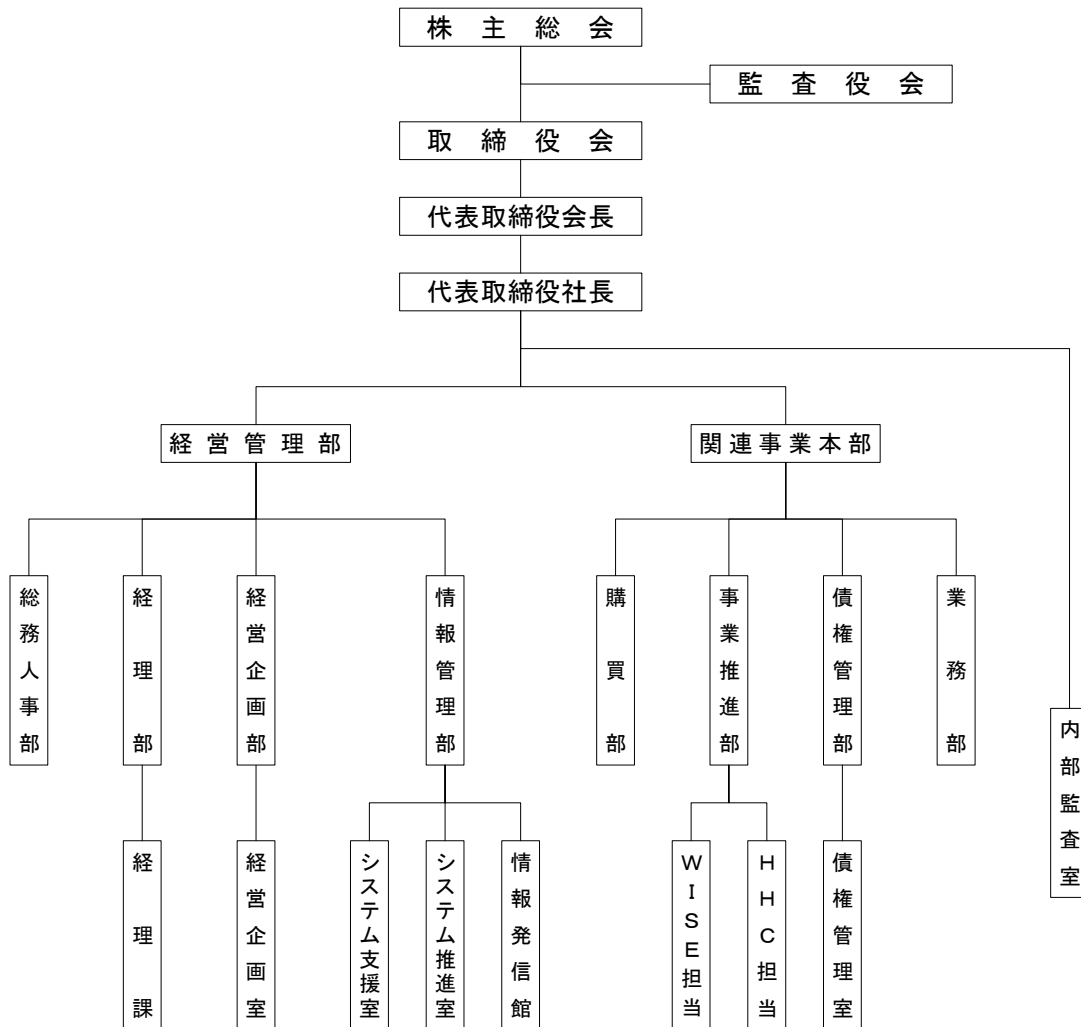 株主総会
監査役会
取締役会
代表取締役会長
代表取締役社長
経営管理部
関連事業本部
総務人事部
経理部
経営企画部
情報管理部
購買部
事業推進部
債権管理部
業務部
内部監査室
経理課
経営企画室
システム支援室
システム推進室
情報発信館
WISE担当
HHC担当
債権管理室